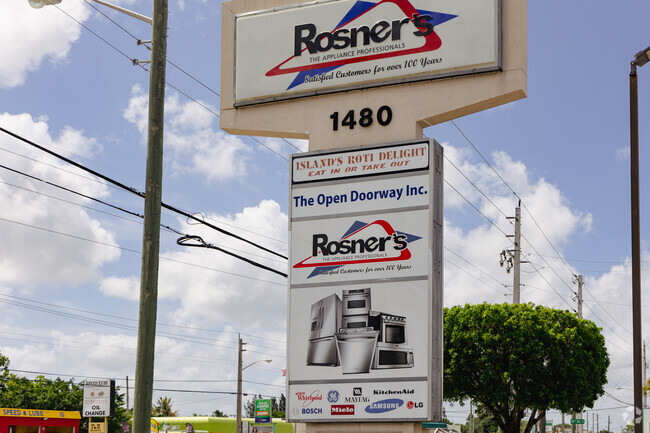 Rosner's
THE APPLIANCE PROFESSIONALS
Satisfied Customers for over 100 Years
1480
ISLAND'S ROTI DELIGHT
EAT IN OR TAKE OUT
The Open Doorway Inc.
Rosner's
THE APPLIANCE PROFESSIONALS
Satisfied Customers for over 100 Years
Whirlpool GE MAYTAG KitchenAid
BOSCH Miele SAMSUNG LG
SPEED & LUBE
OIL
CHANGE
SPEED & LUBE